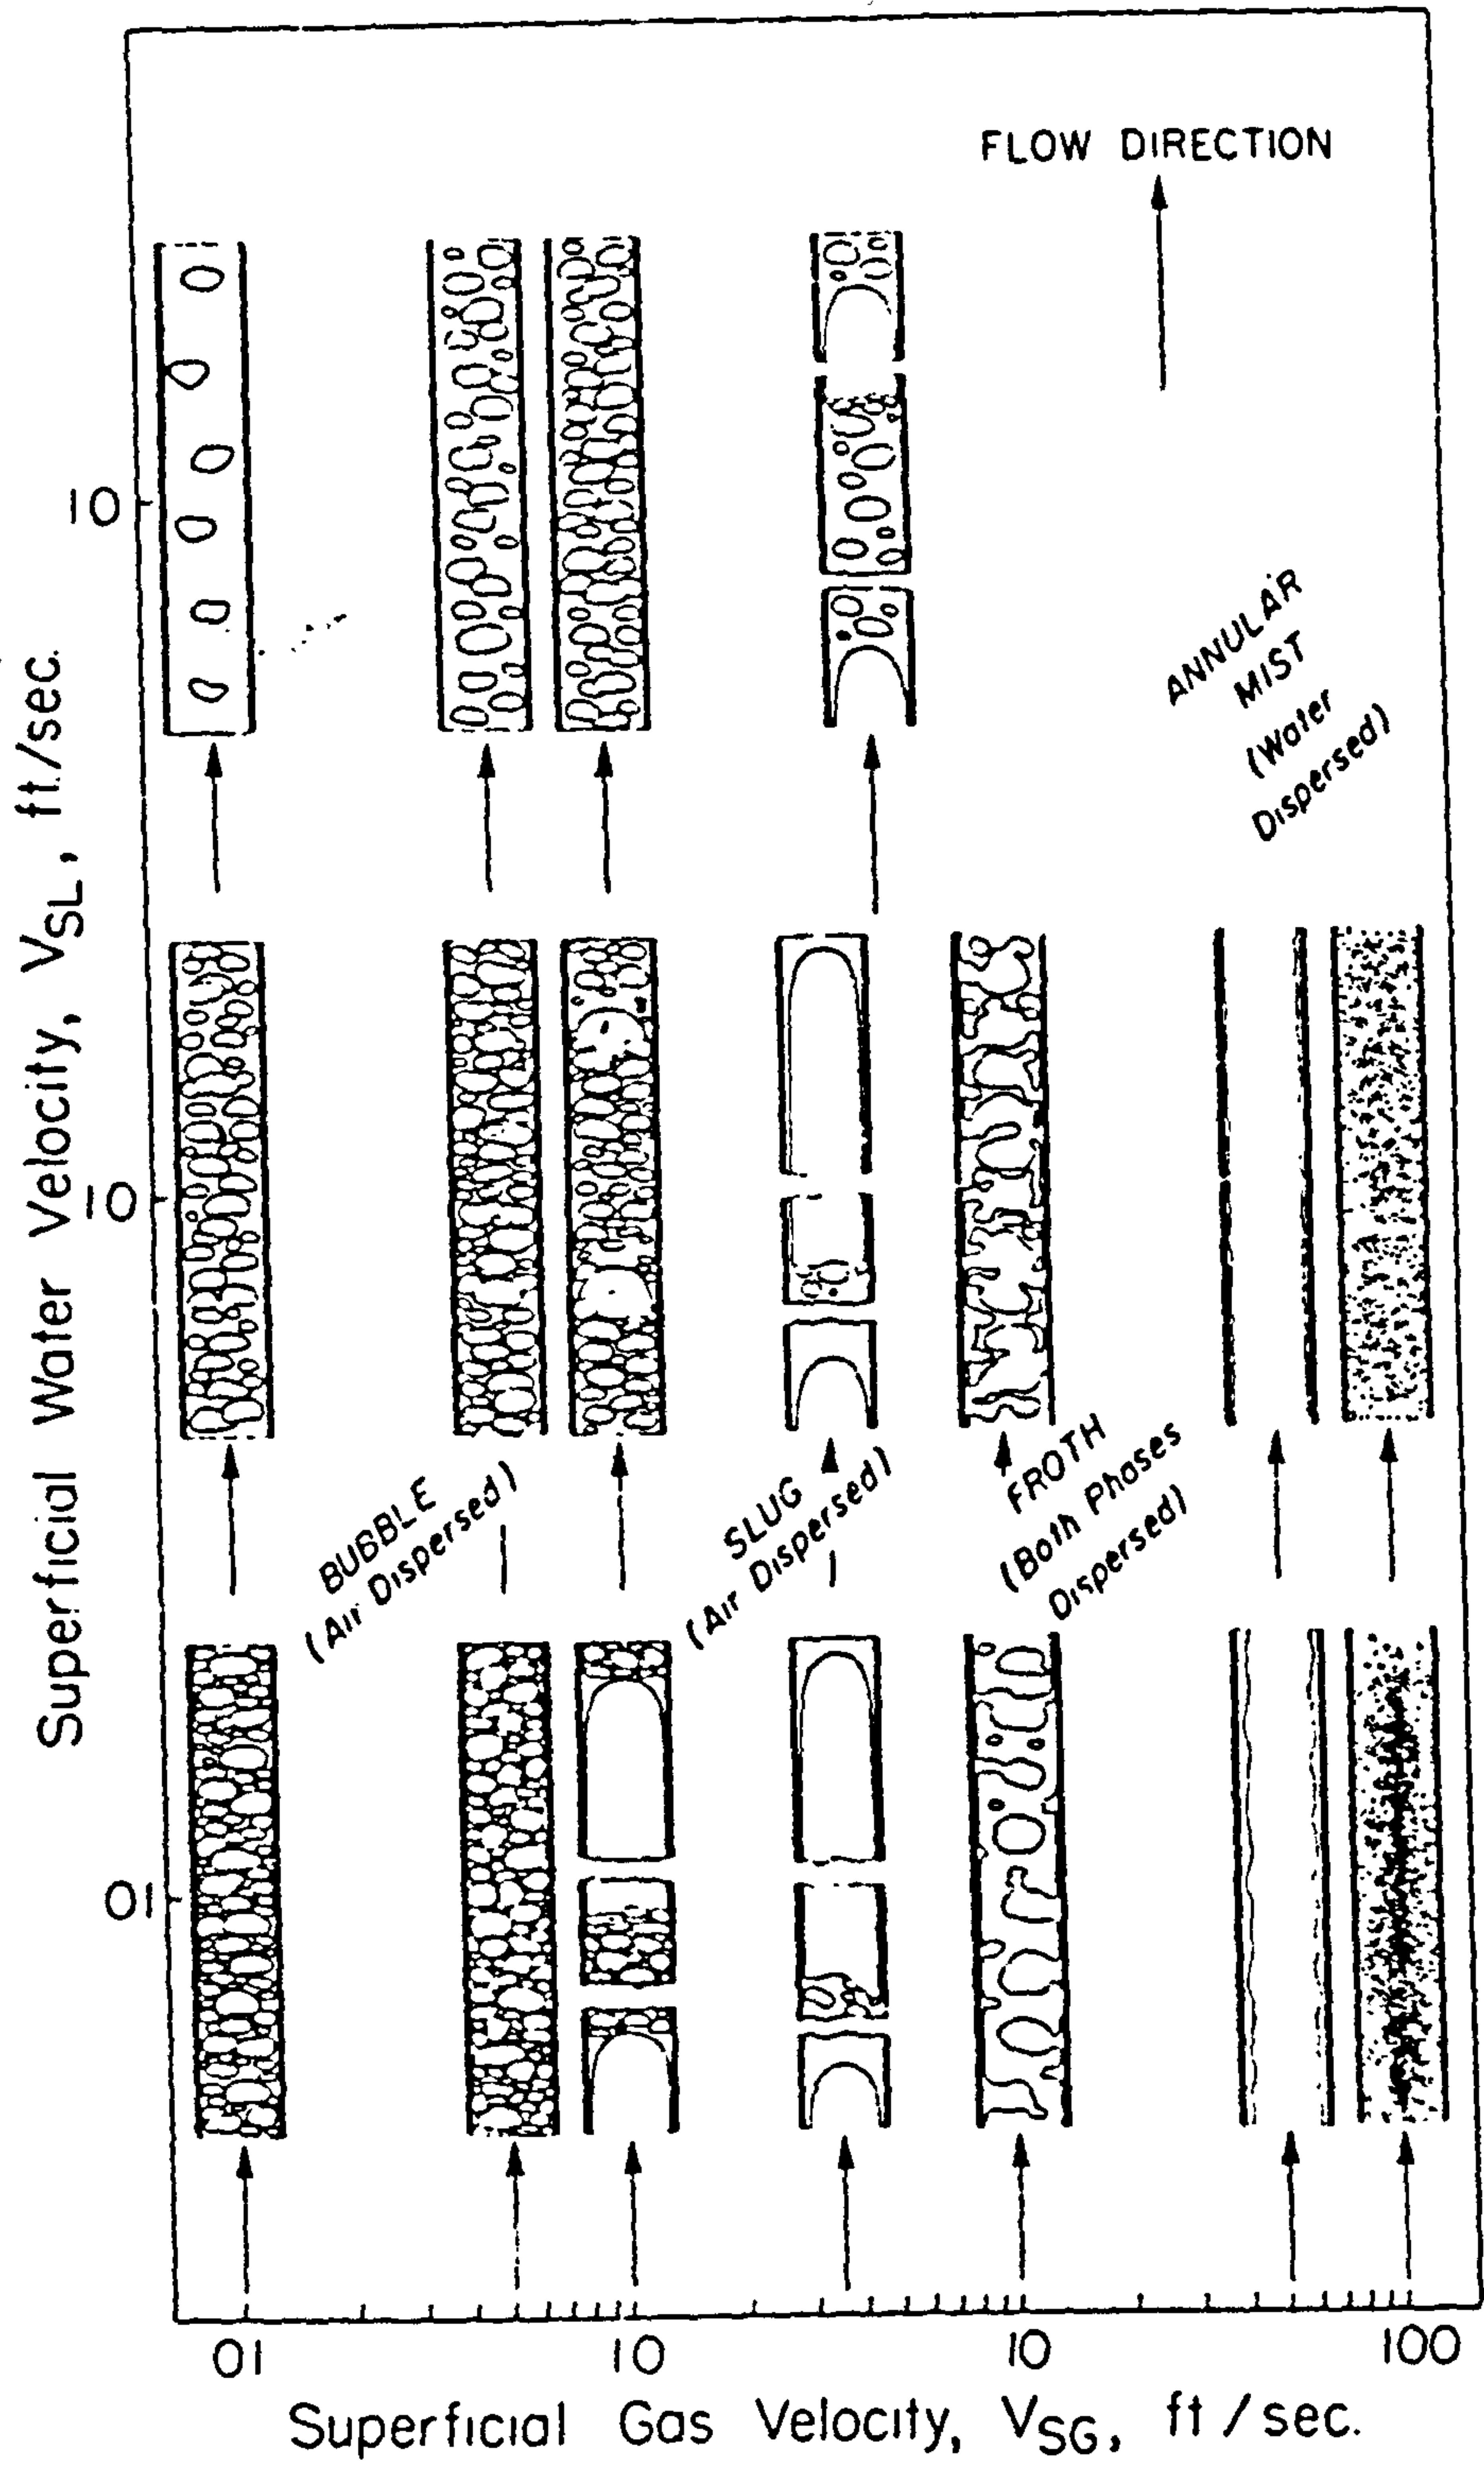 FLOW DIRECTION
Superficial Water Velocity, VSL, ft./sec.
10
10
01
ANNULAR
MIST
(Water
Dispersed)
BUBBLE
(Air Dispersed)
SLUG
(Air Dispersed)
FROTH
(Both Phases
Dispersed)
01
10
10
100
Superficial Gas Velocity, VSG, ft/sec.